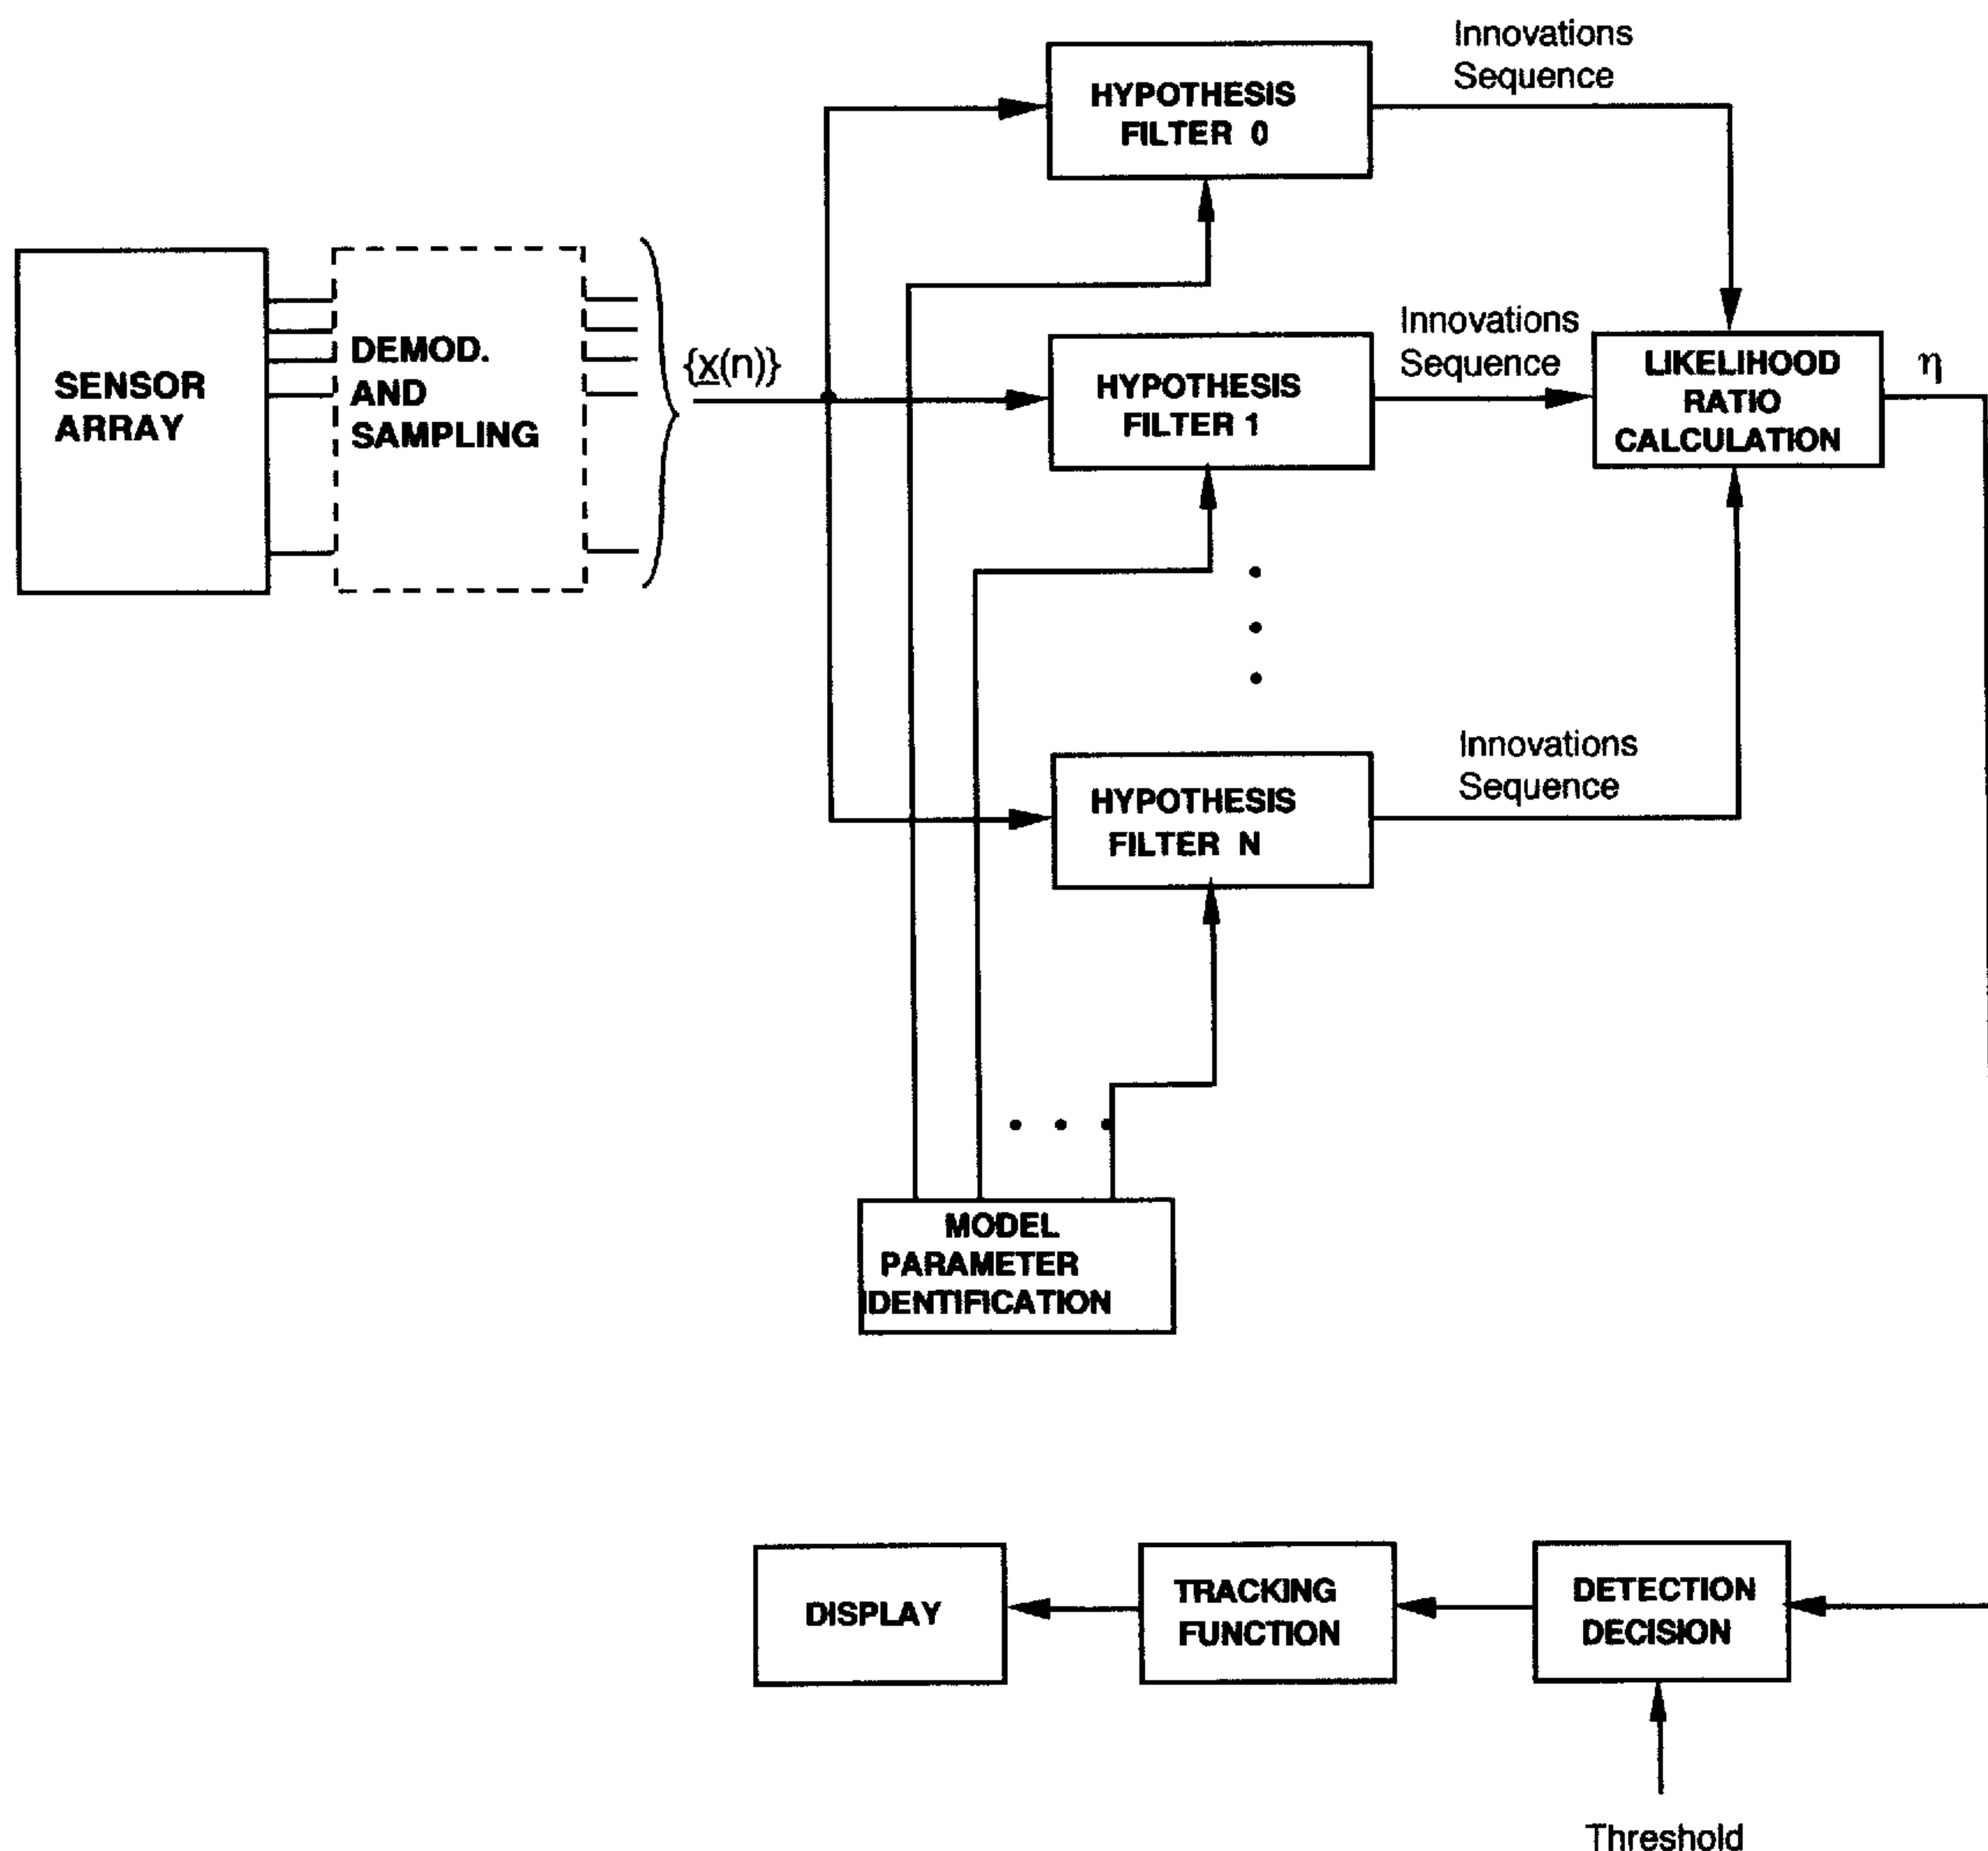 Innovations
Sequence
HYPOTHESIS
FILTER 0
SENSOR
ARRAY
DEMOD.
AND
SAMPLING
{x(n)}
HYPOTHESIS
FILTER 1
Innovations
Sequence
LIKELIHOOD
RATIO
CALCULATION
η
HYPOTHESIS
FILTER N
Innovations
Sequence
MODEL
PARAMETER
IDENTIFICATION
DISPLAY
TRACKING
FUNCTION
DETECTION
DECISION
Threshold